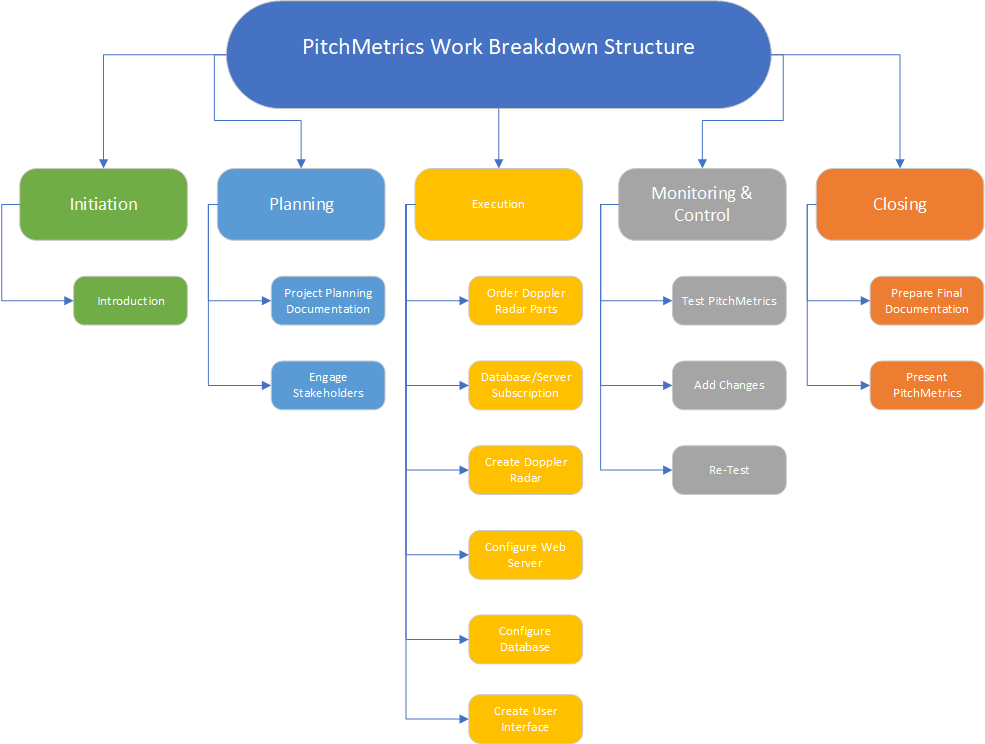 PitchMetrics Work Breakdown Structure
Initiation
Introduction
Planning
Project Planning
Documentation
Engage
Stakeholders
Execution
Order Doppler
Radar Parts
Database/Server
Subscription
Create Doppler
Radar
Configure Web
Server
Configure
Database
Create User
Interface
Monitoring &
Control
Test PitchMetrics
Add Changes
Re-Test
Closing
Prepare Final
Documentation
Present
PitchMetrics